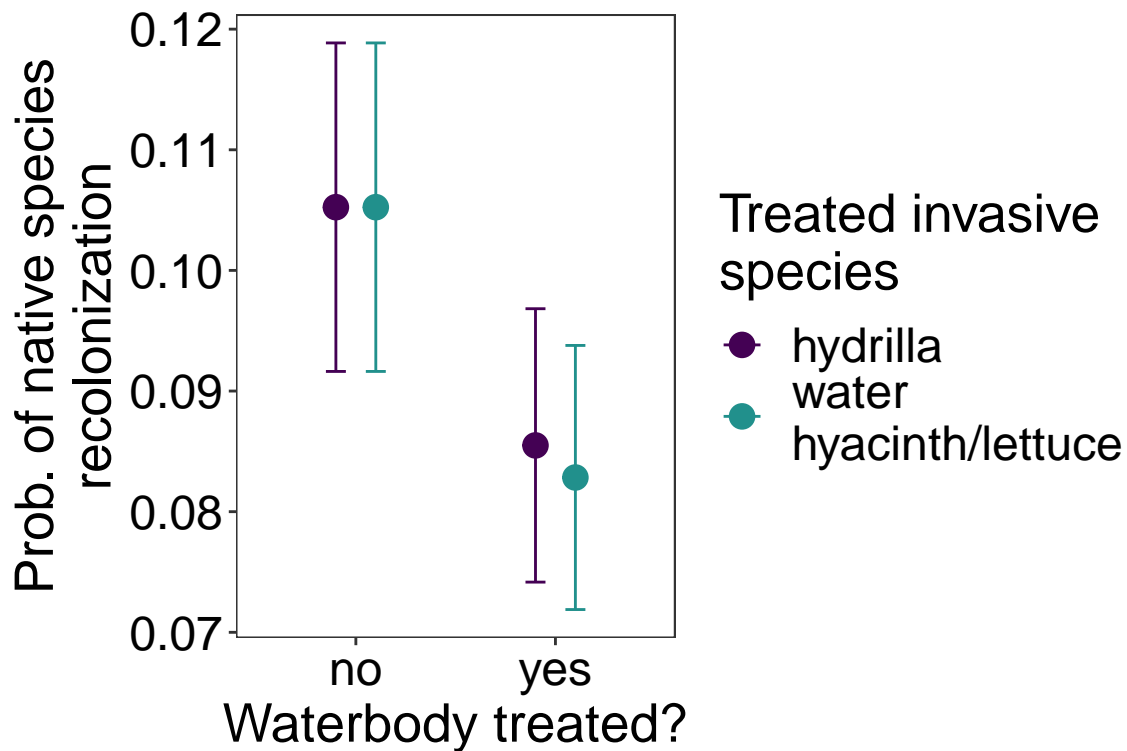 Prob. of native species
recolonization
0.12
0.11
0.10
0.09
0.08
0.07
no
yes
Waterbody treated?
Treated invasive
species
hydrilla
water
hyacinth/lettuce